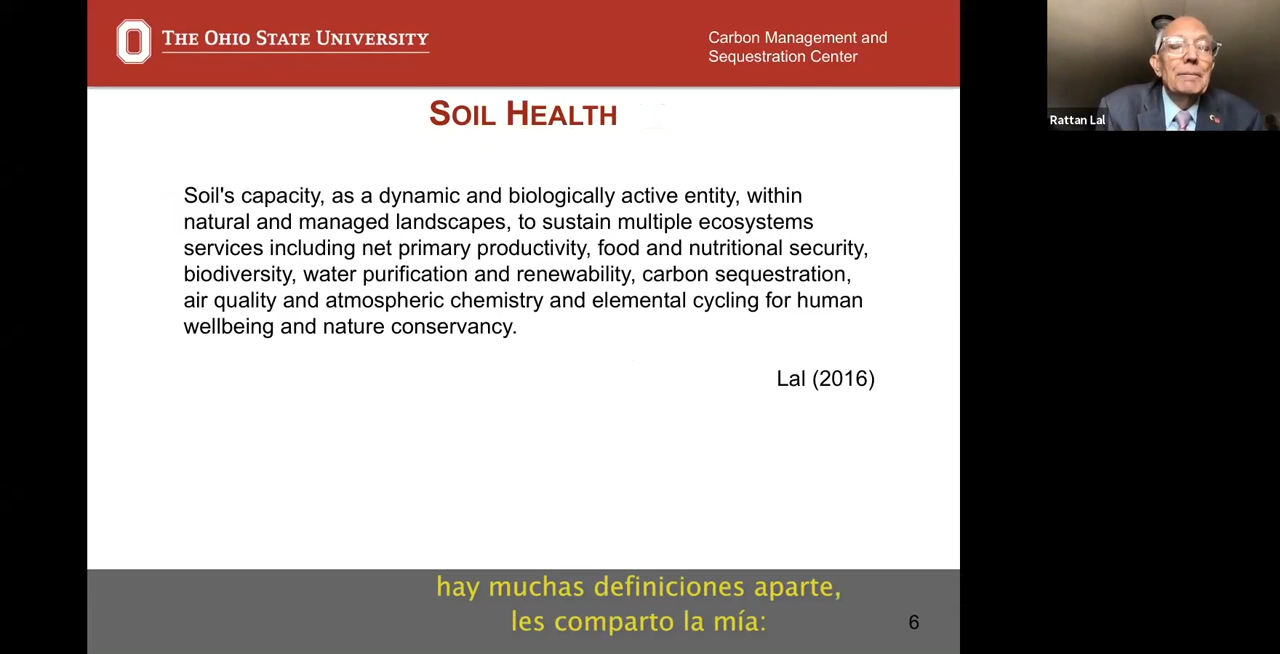 THE OHIO STATE UNIVERSITY
Carbon Management and
Sequestration Center
SOIL HEALTH
Soil's capacity, as a dynamic and biologically active entity, within
natural and managed landscapes, to sustain multiple ecosystems
services including net primary productivity, food and nutritional security,
biodiversity, water purification and renewability, carbon sequestration,
air quality and atmospheric chemistry and elemental cycling for human
wellbeing and nature conservancy.
Lal (2016)
hay muchas definiciones aparte,
les comparto la mía:
6
Rattan Lal